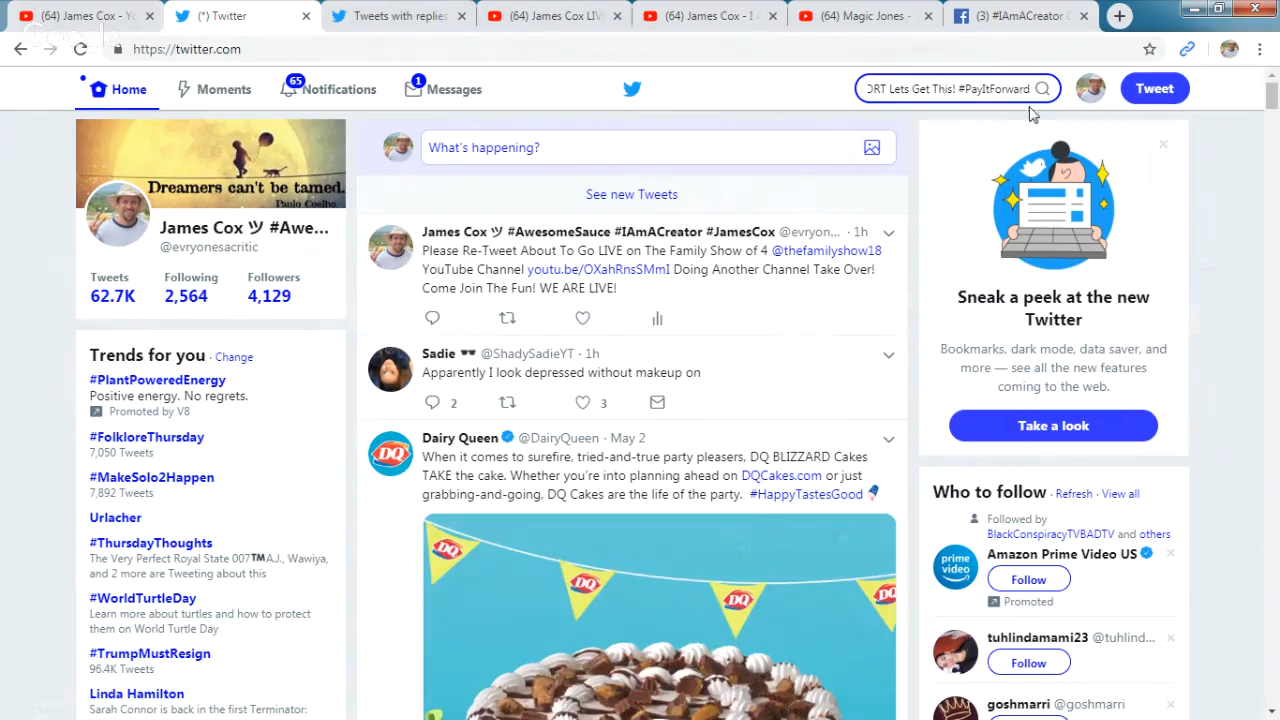 (64) James Cox - Yo
(*) Twitter
Tweets with replies
(64) James Cox LIV
(64) James Cox - I A
(64) Magic Jones -
(3) #IAmACreator C
https://twitter.com
Home
Moments
65
Notifications
1
Messages
ORT Lets Get This! #PayItForward
Tweet
Dreamers can't be tamed.
Paulo Coelho
James Cox ツ #Awe...
@evryonesacritic
Tweets Following Followers
62.7K 2,564 4,129
Trends for you · Change
#PlantPoweredEnergy
Positive energy. No regrets.
Promoted by V8
#FolkloreThursday
7,050 Tweets
#MakeSolo2Happen
7,892 Tweets
Urlacher
#ThursdayThoughts
The Very Perfect Royal State 007™AJ., Wawiya,
and 2 more are Tweeting about this
#WorldTurtleDay
Learn more about turtles and how to protect
them on World Turtle Day
#TrumpMustResign
96.4K Tweets
Linda Hamilton
Sarah Connor is back in the first Terminator:
What's happening?
See new Tweets
James Cox ツ #AwesomeSauce #IAmACreator #JamesCox @evryon... · 1h
Please Re-Tweet About To Go LIVE on The Family Show of 4 @thefamilyshow18
YouTube Channel youtu.be/OXahRnsSMmI Doing Another Channel Take Over!
Come Join The Fun! WE ARE LIVE!
Sadie 🕶 @ShadySadieYT · 1h
Apparently I look depressed without makeup on
2 3
Dairy Queen @DairyQueen · May 2
When it comes to surefire, tried-and-true party pleasers, DQ BLIZZARD Cakes
TAKE the cake. Whether you're into planning ahead on DQCakes.com or just
grabbing-and-going, DQ Cakes are the life of the party. #HappyTastesGood
DQ
DQ
DQ
DQ
DQ
Sneak a peek at the new
Twitter
Bookmarks, dark mode, data saver, and
more — see all the new features
coming to the web.
Take a look
Who to follow · Refresh · View all
Followed by
BlackConspiracyTVBADTV and others
prime
video
Amazon Prime Video US
Follow
Promoted
tuhlindamami23 @tuhlind...
Follow
goshmarri @goshmarri